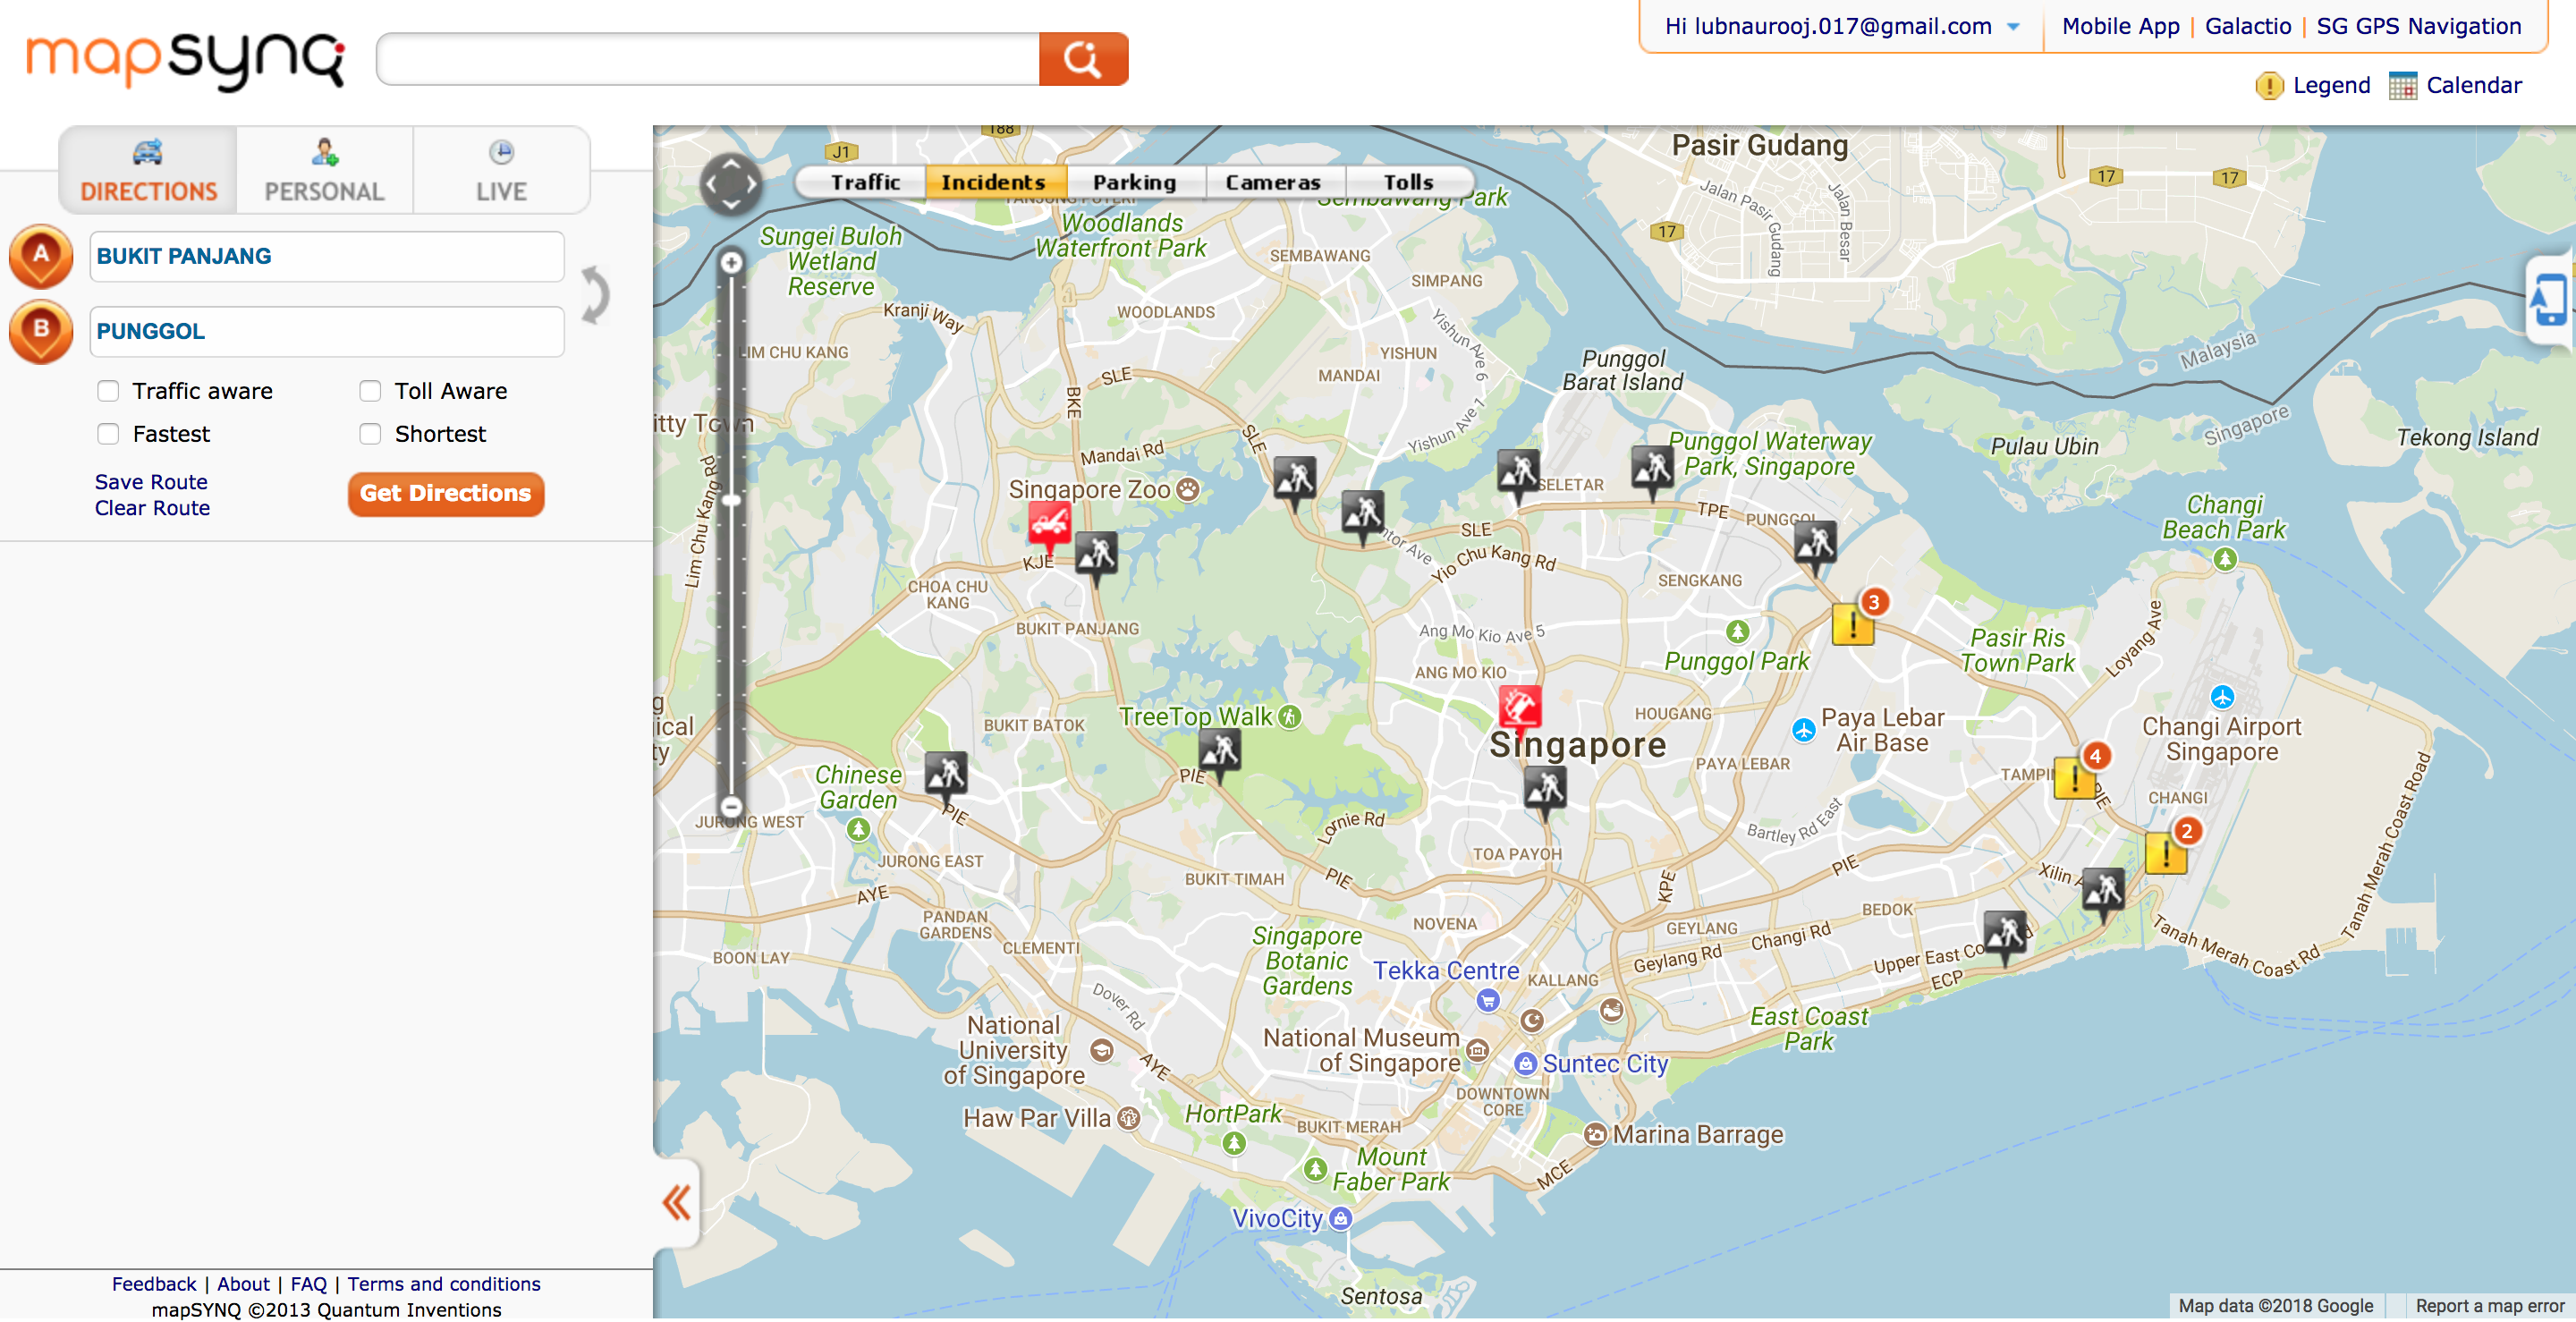 mapsynq
Hi lubnaurooj.017@gmail.com
Mobile App | Galactio | SG GPS Navigation
Legend
Calendar
DIRECTIONS
PERSONAL
LIVE
A
BUKIT PANJANG
B
PUNGGOL
Traffic aware
Toll Aware
Fastest
Shortest
Save Route
Clear Route
Get Directions
Feedback | About | FAQ | Terms and conditions
mapSYNQ ©2013 Quantum Inventions
Traffic
Incidents
Parking
Cameras
Tolls
188
J1
Pasir Gudang
Jalan Pasir Gudang
Jalan Besar
17
17
17
Sembawang Park
Woodlands
Waterfront Park
Sungei Buloh
Wetland
Reserve
SEMBAWANG
SIMPANG
Kranji Way
WOODLANDS
LIM CHU KANG
YISHUN
Yishun Ave 6
MANDAI
Punggol
Barat Island
Malaysia
Singapore
SLE
BKE
SLE
Yishun Ave 1
Mandai Rd
Lim Chu Kang Rd
Singapore Zoo
Punggol Waterway
Park, Singapore
Pulau Ubin
Tekong Island
SELETAR
TPE
PUNGGOL
Changi
Beach Park
SLE
Yio Chu Kang Rd
KJE
CHOA CHU
KANG
SENGKANG
3
BUKIT PANJANG
Ang Mo Kio Ave 5
ANG MO KIO
Punggol Park
Pasir Ris
Town Park
Loyang Ave
TreeTop Walk
BUKIT BATOK
HOUGANG
Paya Lebar
Air Base
Changi Airport
Singapore
Singapore
PAYA LEBAR
4
PIE
CHANGI
Chinese
Garden
PIE
PIE
JURONG WEST
Lornie Rd
Bartley Rd East
2
Tanah Merah Coast Road
JURONG EAST
TOA PAYOH
AYE
BUKIT TIMAH
PIE
KPE
PIE
PANDAN
GARDENS
CLEMENTI
NOVENA
GEYLANG
BEDOK
Changi Rd
Geylang Rd
Tanah Merah Coast Rd
BOON LAY
Singapore
Botanic
Gardens
Tekka Centre
KALLANG
ECP
Dover Rd
National
University
of Singapore
National Museum
of Singapore
Suntec City
East Coast
Park
AYE
DOWNTOWN
CORE
Haw Par Villa
HortPark
BUKIT MERAH
Marina Barrage
Mount
Faber Park
MCE
VivoCity
Sentosa
Map data ©2018 Google
Report a map error